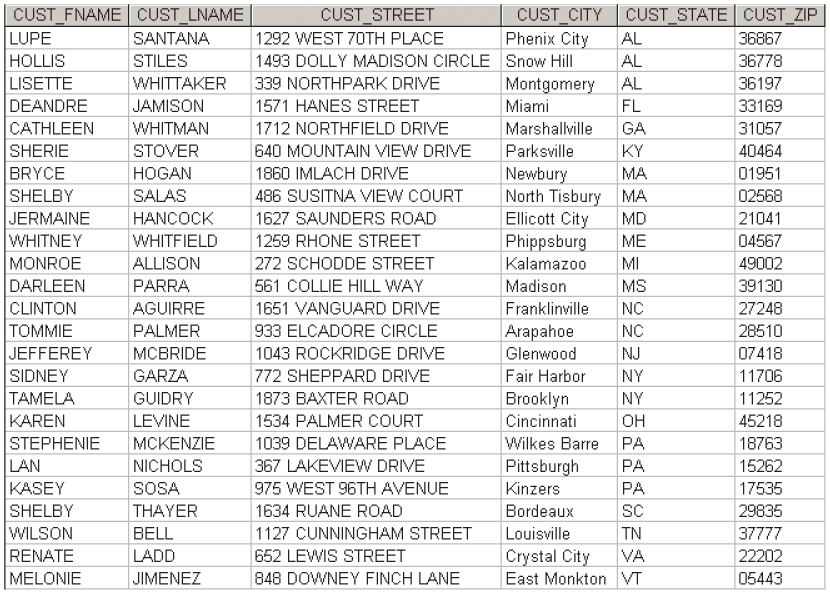 CUST_FNAME CUST_LNAME CUST_STREET CUST_CITY CUST_STATE CUST_ZIP
LUPE SANTANA 1292 WEST 70TH PLACE Phenix City AL 36867
HOLLIS STILES 1493 DOLLY MADISON CIRCLE Snow Hill AL 36778
LISETTE WHITTAKER 339 NORTHPARK DRIVE Montgomery AL 36197
DEANDRE JAMISON 1571 HANES STREET Miami FL 33169
CATHLEEN WHITMAN 1712 NORTHFIELD DRIVE Marshallville GA 31057
SHERIE STOVER 640 MOUNTAIN VIEW DRIVE Parksville KY 40464
BRYCE HOGAN 1860 IMLACH DRIVE Newbury MA 01951
SHELBY SALAS 486 SUSITNA VIEW COURT North Tisbury MA 02568
JERMAINE HANCOCK 1627 SAUNDERS ROAD Ellicott City MD 21041
WHITNEY WHITFIELD 1259 RHONE STREET Phippsburg ME 04567
MONROE ALLISON 272 SCHODDE STREET Kalamazoo MI 49002
DARLEEN PARRA 561 COLLIE HILL WAY Madison MS 39130
CLINTON AGUIRRE 1651 VANGUARD DRIVE Franklinville NC 27248
TOMMIE PALMER 933 ELCADORE CIRCLE Arapahoe NC 28510
JEFFEREY MCBRIDE 1043 ROCKRIDGE DRIVE Glenwood NJ 07418
SIDNEY GARZA 772 SHEPPARD DRIVE Fair Harbor NY 11706
TAMELA GUIDRY 1873 BAXTER ROAD Brooklyn NY 11252
KAREN LEVINE 1534 PALMER COURT Cincinnati OH 45218
STEPHENIE MCKENZIE 1039 DELAWARE PLACE Wilkes Barre PA 18763
LAN NICHOLS 367 LAKEVIEW DRIVE Pittsburgh PA 15262
KASEY SOSA 975 WEST 96TH AVENUE Kinzers PA 17535
SHELBY THAYER 1634 RUANE ROAD Bordeaux SC 29835
WILSON BELL 1127 CUNNINGHAM STREET Louisville TN 37777
RENATE LADD 652 LEWIS STREET Crystal City VA 22202
MELONIE JIMENEZ 848 DOWNEY FINCH LANE East Monkton VT 05443